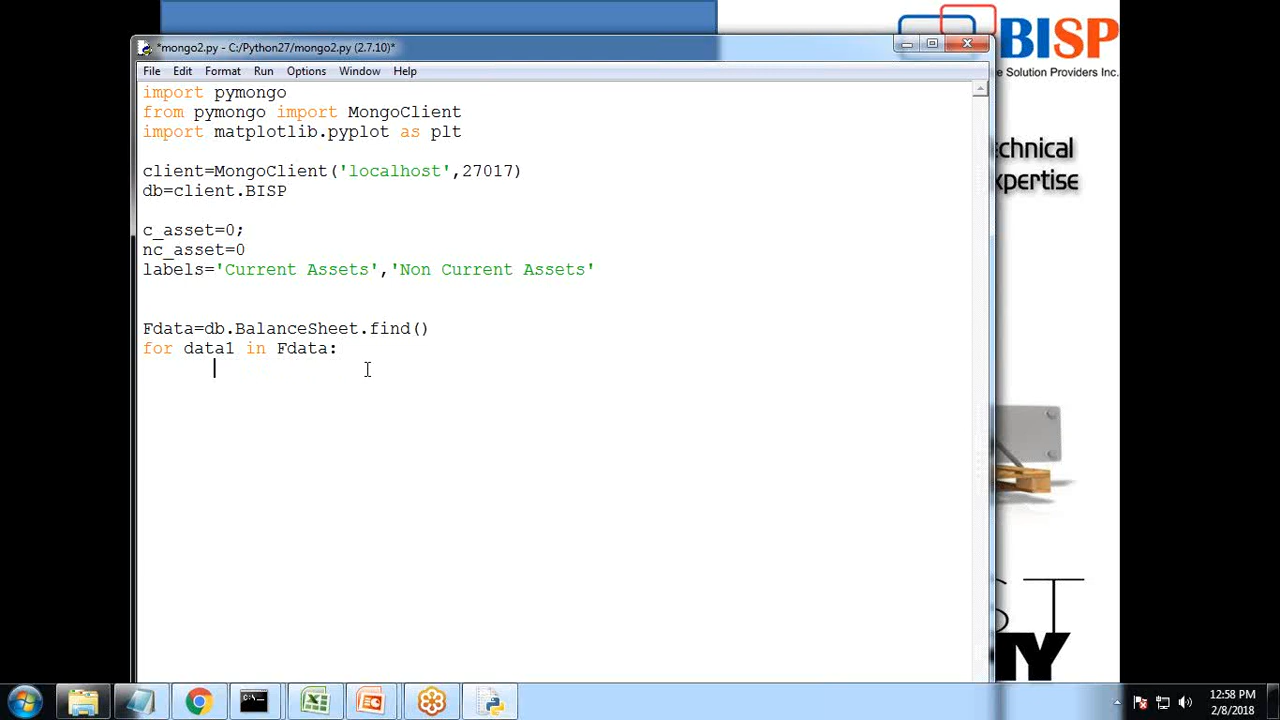 BISP
e Solution Providers Inc.
*mongo2.py - C:/Python27/mongo2.py (2.7.10)*
File Edit Format Run Options Window Help
import pymongo
from pymongo import MongoClient
import matplotlib.pyplot as plt
client=MongoClient('localhost',27017)
db=client.BISP
c_asset=0;
nc_asset=0
labels='Current Assets','Non Current Assets'
Fdata=db.BalanceSheet.find()
for data1 in Fdata:
chnical
xpertise
12:58 PM
2/8/2018